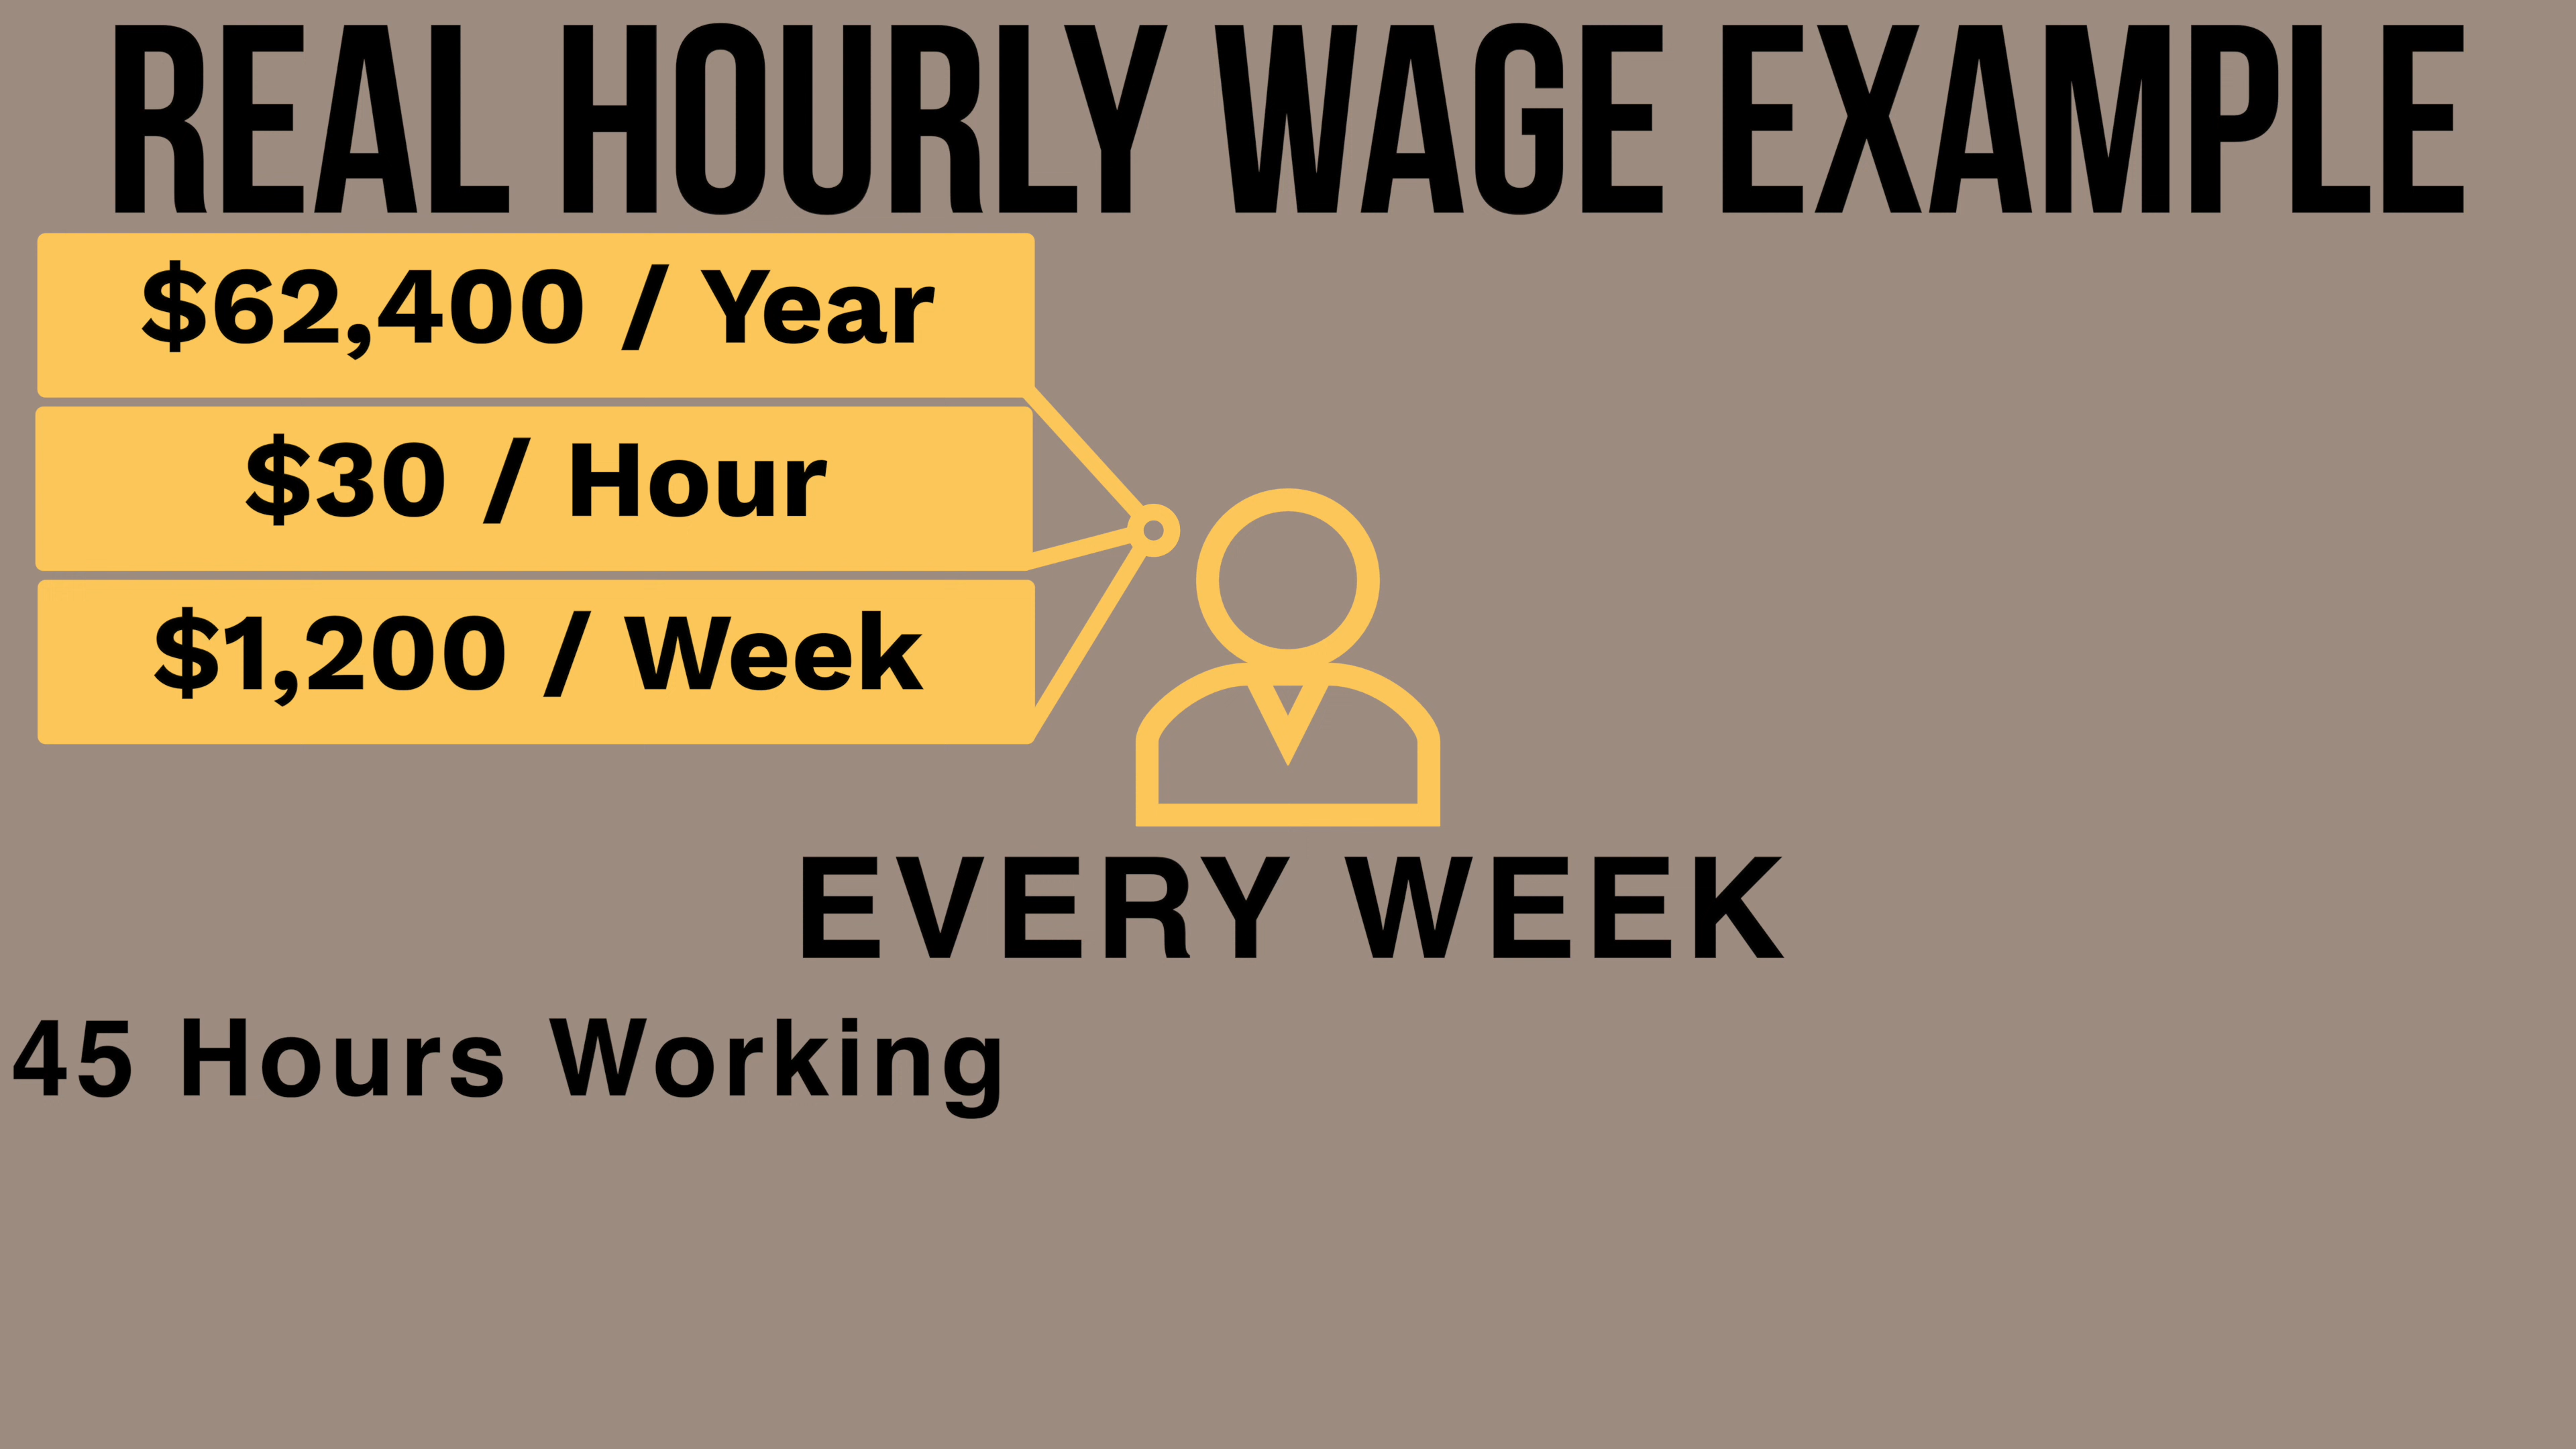 REAL HOURLY WAGE EXAMPLE
$62,400 / Year
$30 / Hour
$1,200 / Week
EVERY WEEK
45 Hours Working